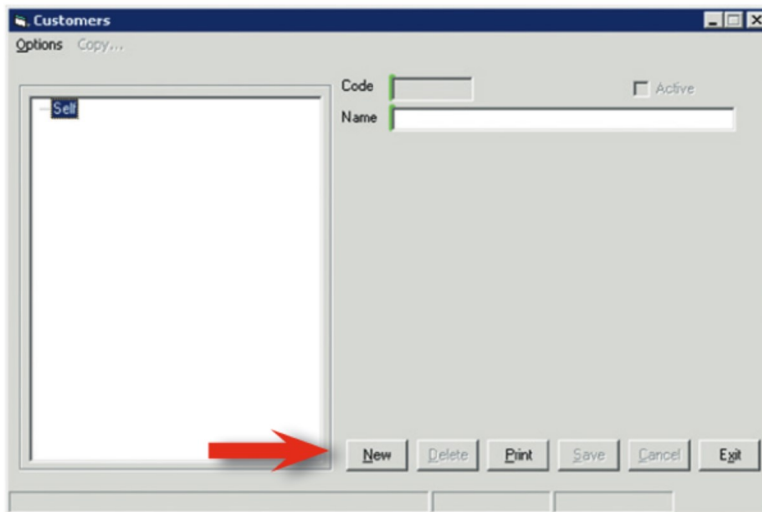 Customers
Options Copy...
Self
Code
Active
Name
New Delete Print Save Cancel Exit